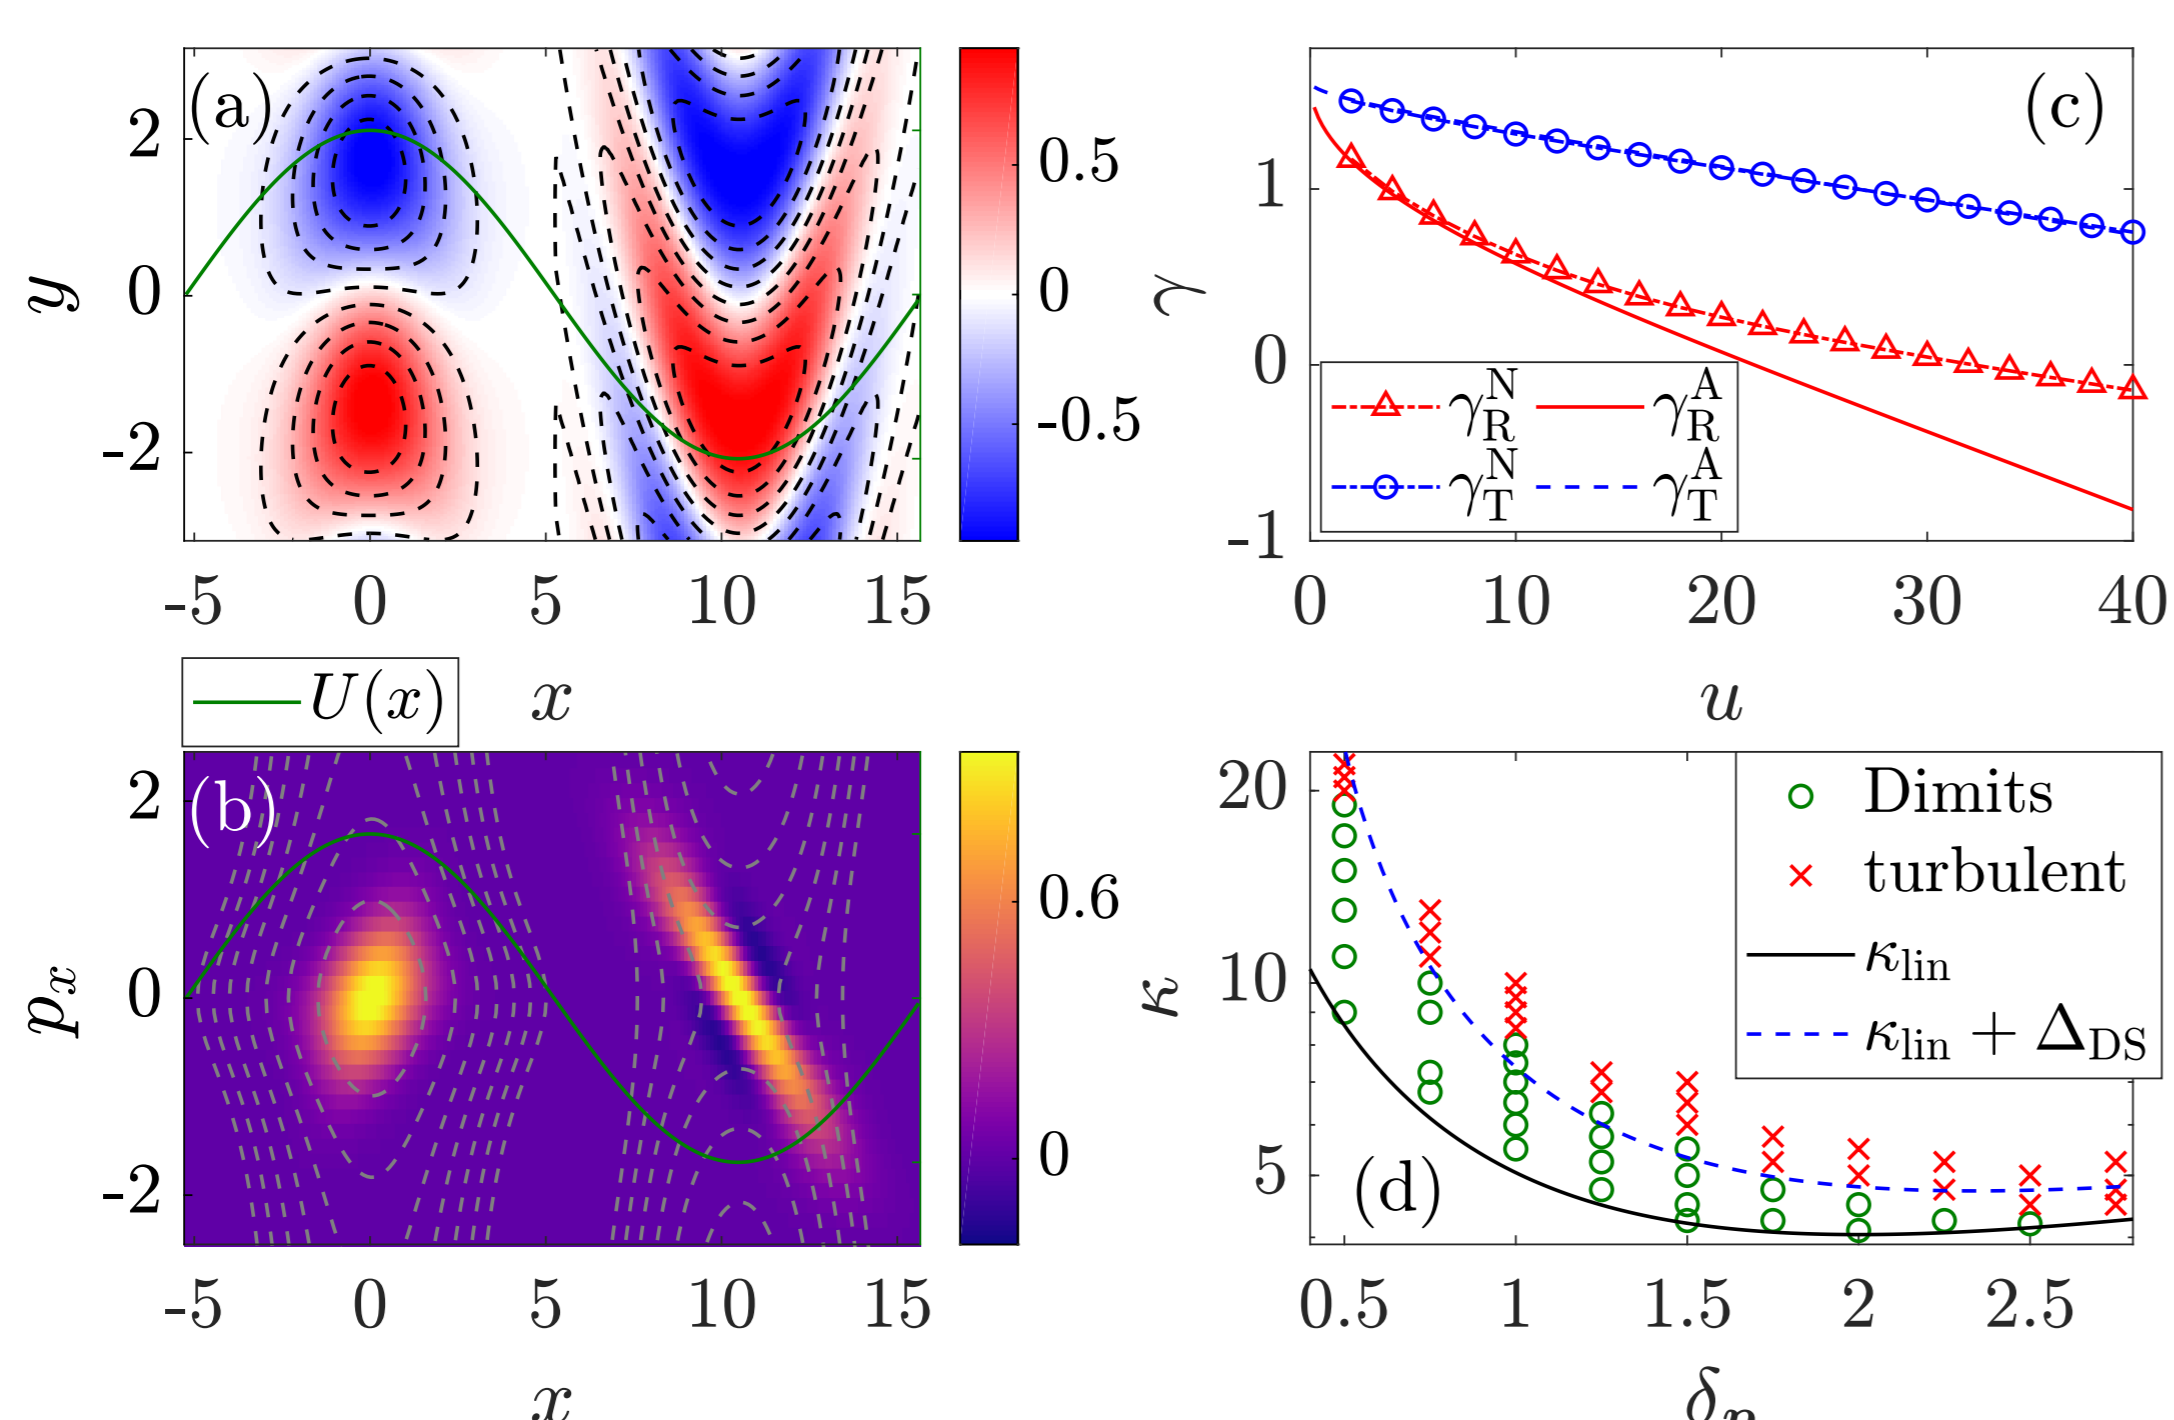 (a)
2
0
-2
y
-5 0 5 10 15
x
0.5
0
-0.5
U(x)
(b)
2
0
-2
p_x
-5 0 5 10 15
x
0.6
0
(c)
1
0
-1
γ
0 10 20 30 40
u
γ_R^N γ_R^A
γ_T^N γ_T^A
(d)
20
10
5
κ
0.5 1 1.5 2 2.5
Dimits
turbulent
κ_lin
κ_lin + Δ_DS